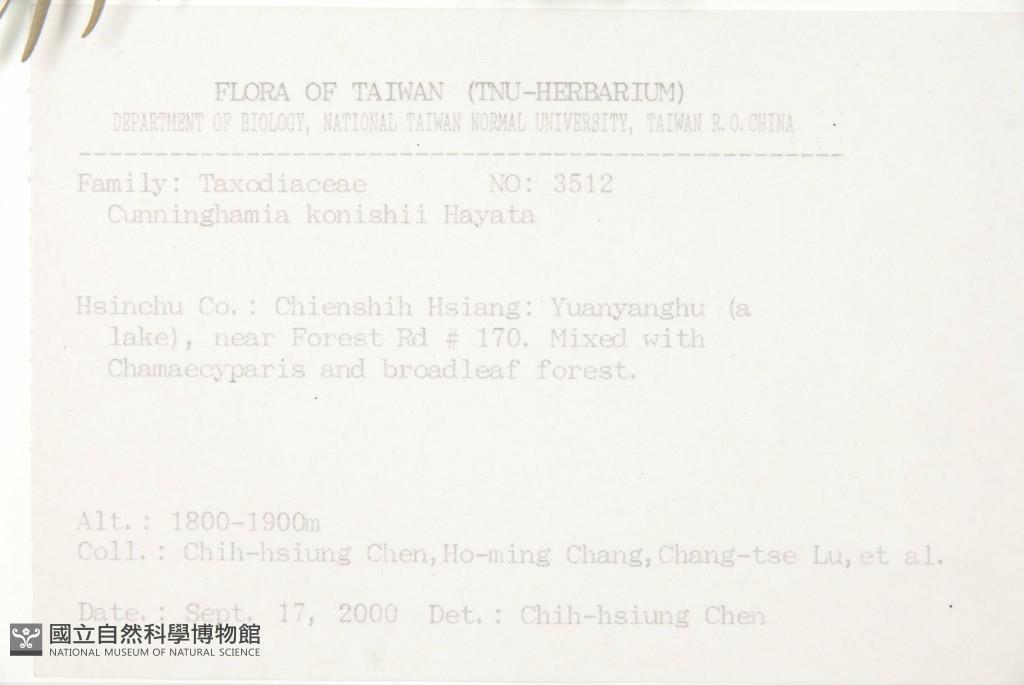 FLORA OF TAIWAN (TNU-HERBARIUM)
DEPARTMENT OF BIOLOGY, NATIONAL TAIWAN NORMAL UNIVERSITY, TAIWAN R.O.CHINA
Family: Taxodiaceae NO: 3512
Cunninghamia konishii Hayata
Hsinchu Co.: Chienshih Hsiang: Yuanyanghu (a
lake), near Forest Rd # 170. Mixed with
Chamaecyparis and broadleaf forest.
Alt.: 1800-1900m
Coll.: Chih-hsiung Chen, Ho-ming Chang, Chang-tse Lu, et al.
Date.: Sept. 17, 2000 Det.: Chih-hsiung Chen
國立自然科學博物館
NATIONAL MUSEUM OF NATURAL SCIENCE